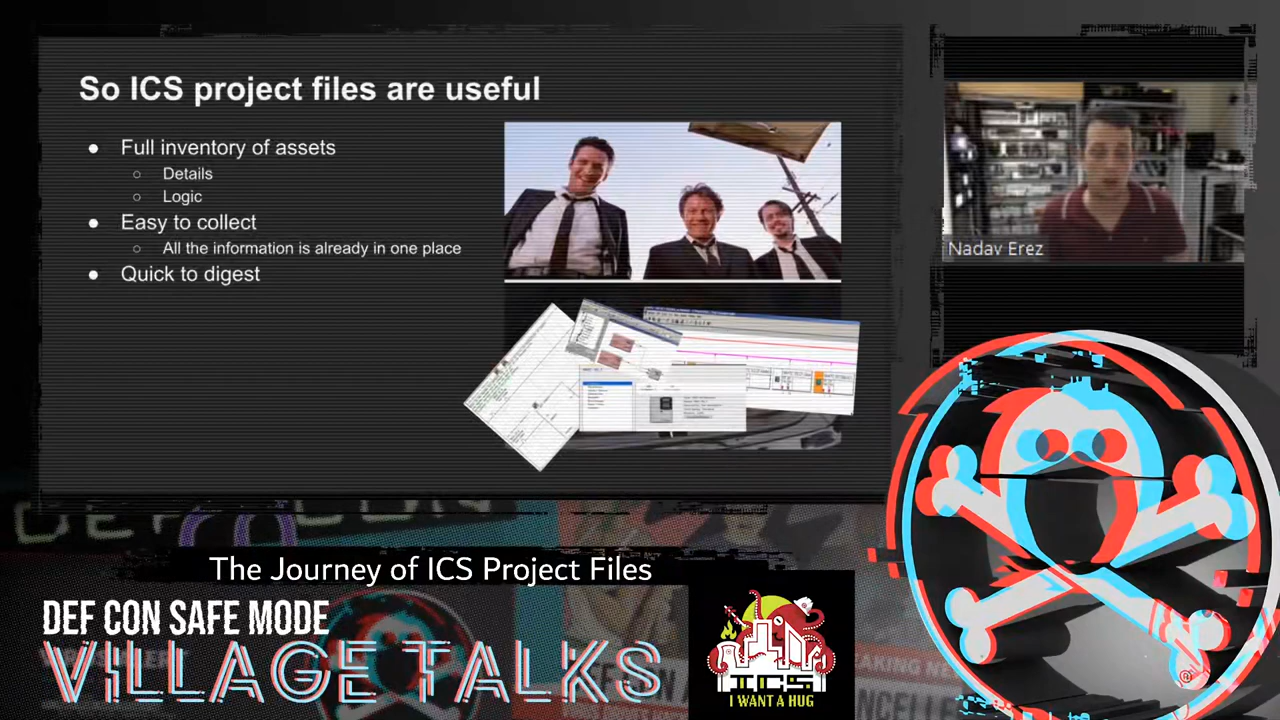 So ICS project files are useful
Full inventory of assets
Details
Logic
Easy to collect
All the information is already in one place
Quick to digest
Nadav Erez
The Journey of ICS Project Files
DEF CON SAFE MODE
VILLAGE TALKS
ICS
I WANT A HUG
DEF CON